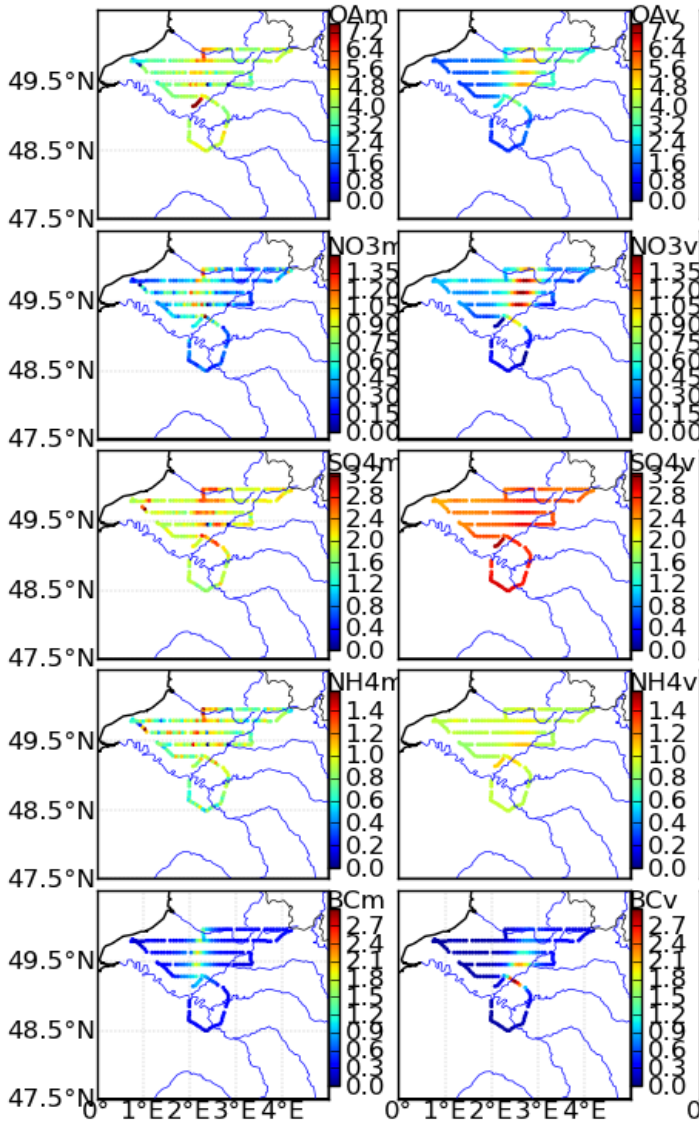 OAm OAv
7.2 7.2
6.4 6.4
49.5°N 5.6 5.6
4.8 4.8
4.0 4.0
3.2 3.2
48.5°N 2.4 2.4
1.6 1.6
0.8 0.8
0.0 0.0
47.5°N
NO3m NO3v
1.35 1.35
1.20 1.20
49.5°N 1.05 1.05
0.90 0.90
0.75 0.75
0.60 0.60
48.5°N 0.45 0.45
0.30 0.30
0.15 0.15
0.00 0.00
47.5°N
SO4m SO4v
3.2 3.2
2.8 2.8
49.5°N 2.4 2.4
2.0 2.0
1.6 1.6
48.5°N 1.2 1.2
0.8 0.8
0.4 0.4
0.0 0.0
47.5°N
NH4m NH4v
1.4 1.4
1.2 1.2
49.5°N 1.0 1.0
0.8 0.8
0.6 0.6
48.5°N 0.4 0.4
0.2 0.2
0.0 0.0
47.5°N
BCm BCv
2.7 2.7
2.4 2.4
49.5°N 2.1 2.1
1.8 1.8
1.5 1.5
1.2 1.2
48.5°N 0.9 0.9
0.6 0.6
0.3 0.3
0.0 0.0
47.5°N
0° 1°E2°E3°E4°E 0° 1°E2°E3°E4°E 0